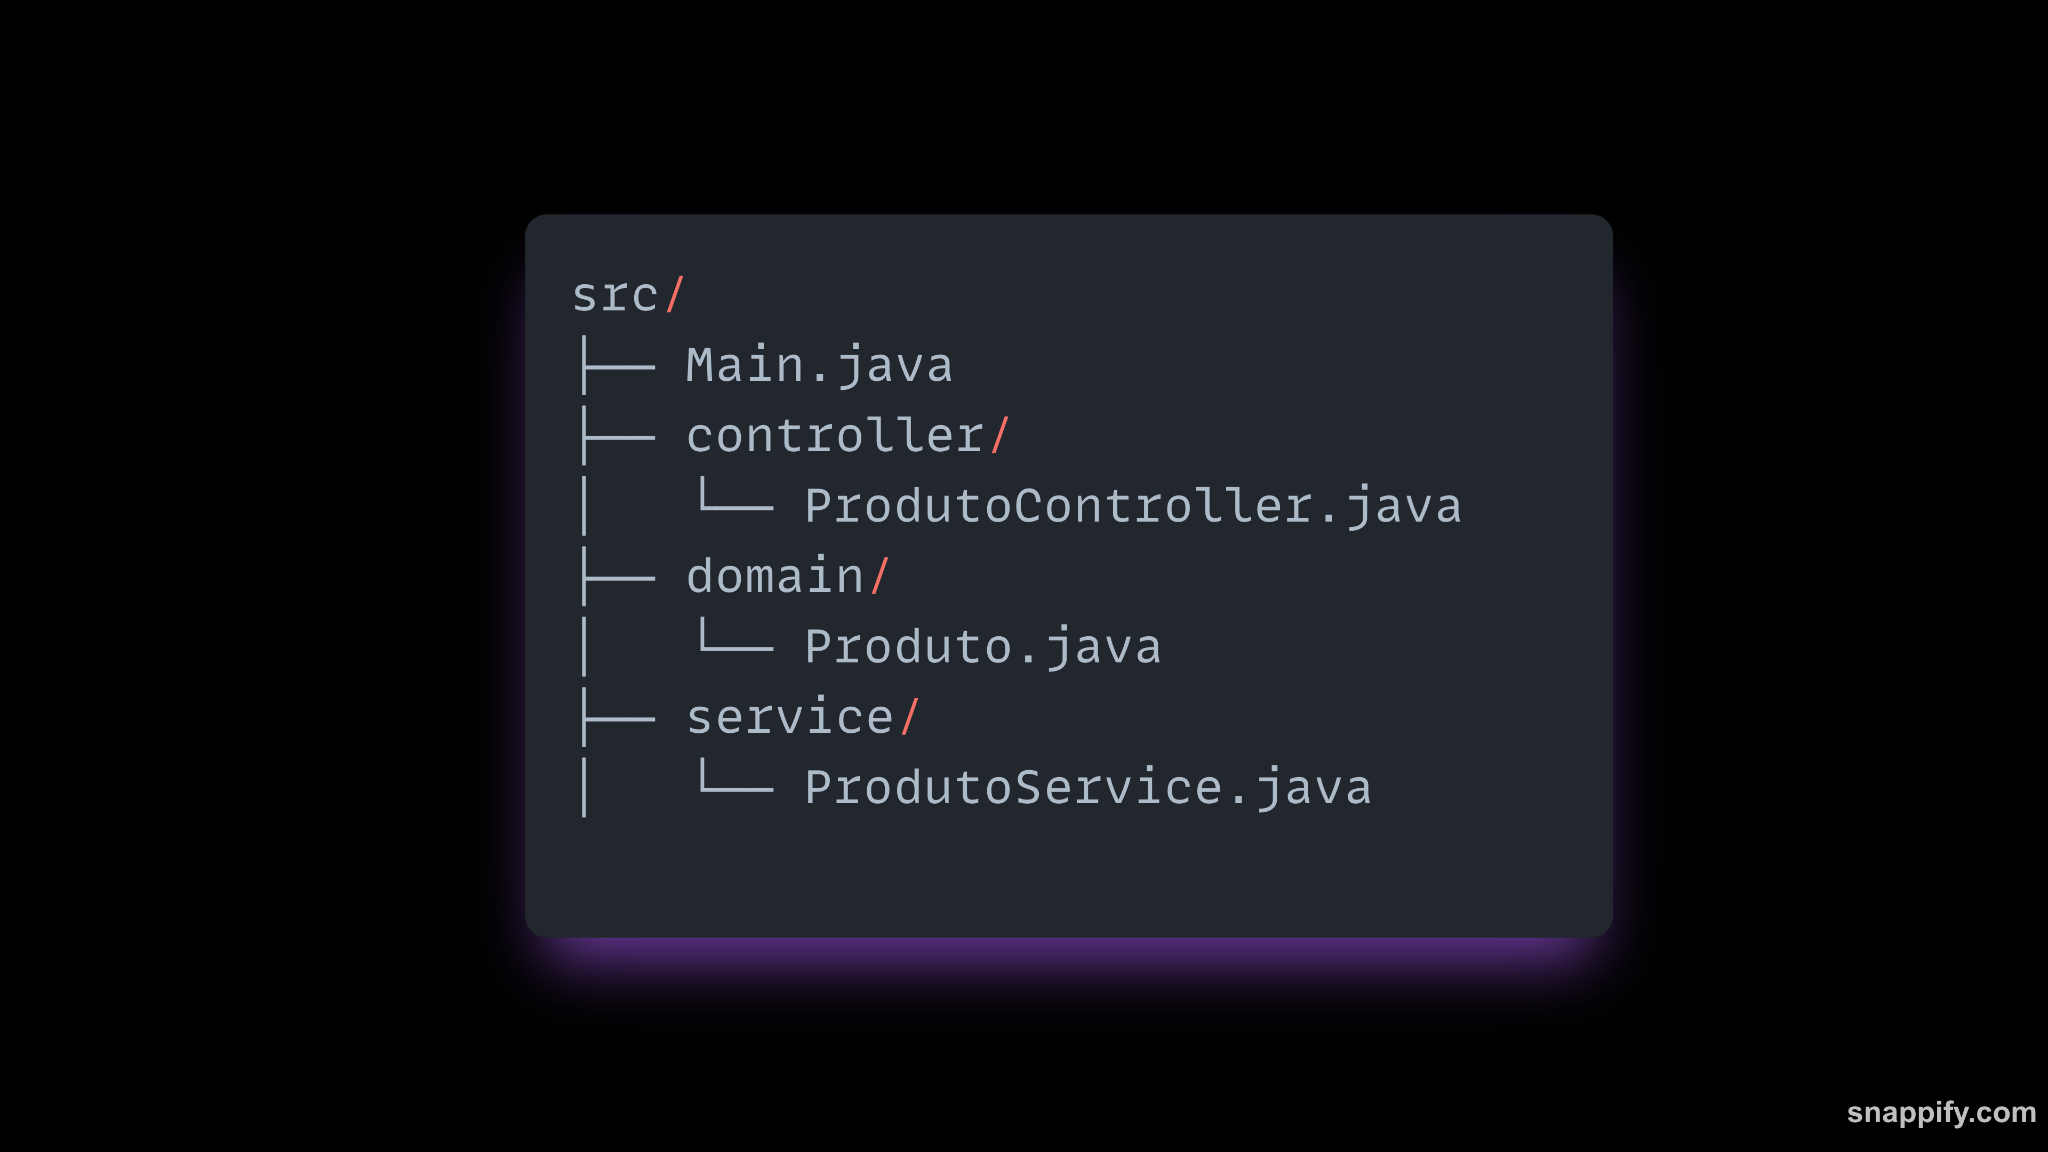 src/
├── Main.java
├── controller/
│   └── ProdutoController.java
├── domain/
│   └── Produto.java
├── service/
│   └── ProdutoService.java
snappify.com